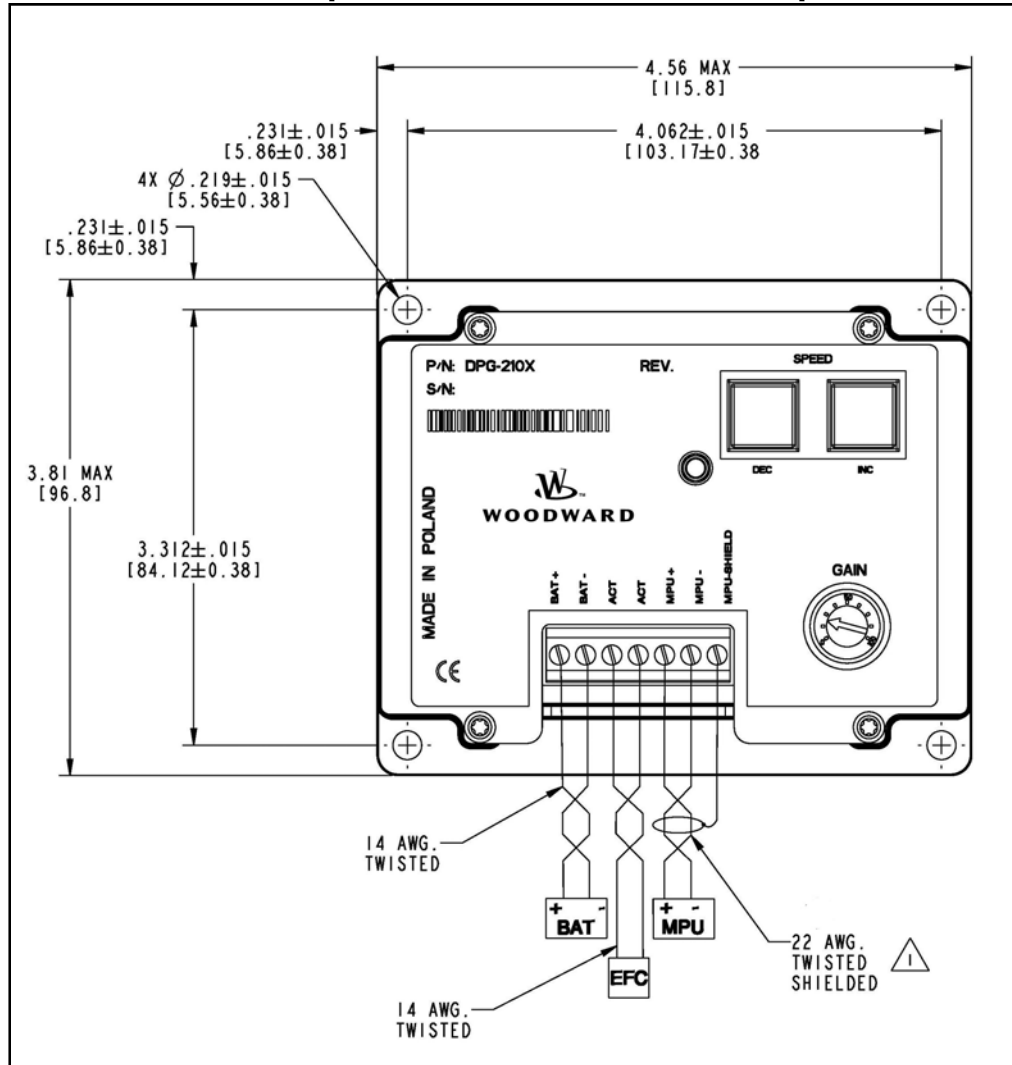 4.56 MAX
[115.8]
.231±.015
[5.86±0.38]
4.062±.015
[103.17±0.38
4X Ø .219±.015
[5.56±0.38]
.231±.015
[5.86±0.38]
P/N: DPG-210X
REV.
S/N:
SPEED
DEC
INC
3.81 MAX
[96.8]
WOODWARD
MADE IN POLAND
3.312±.015
[84.12±0.38]
BAT +
BAT -
ACT
ACT
MPU +
MPU -
MPU-SHIELD
GAIN
CE
14 AWG.
TWISTED
+ -
BAT
+ -
MPU
EFC
22 AWG.
TWISTED
SHIELDED
1
14 AWG.
TWISTED